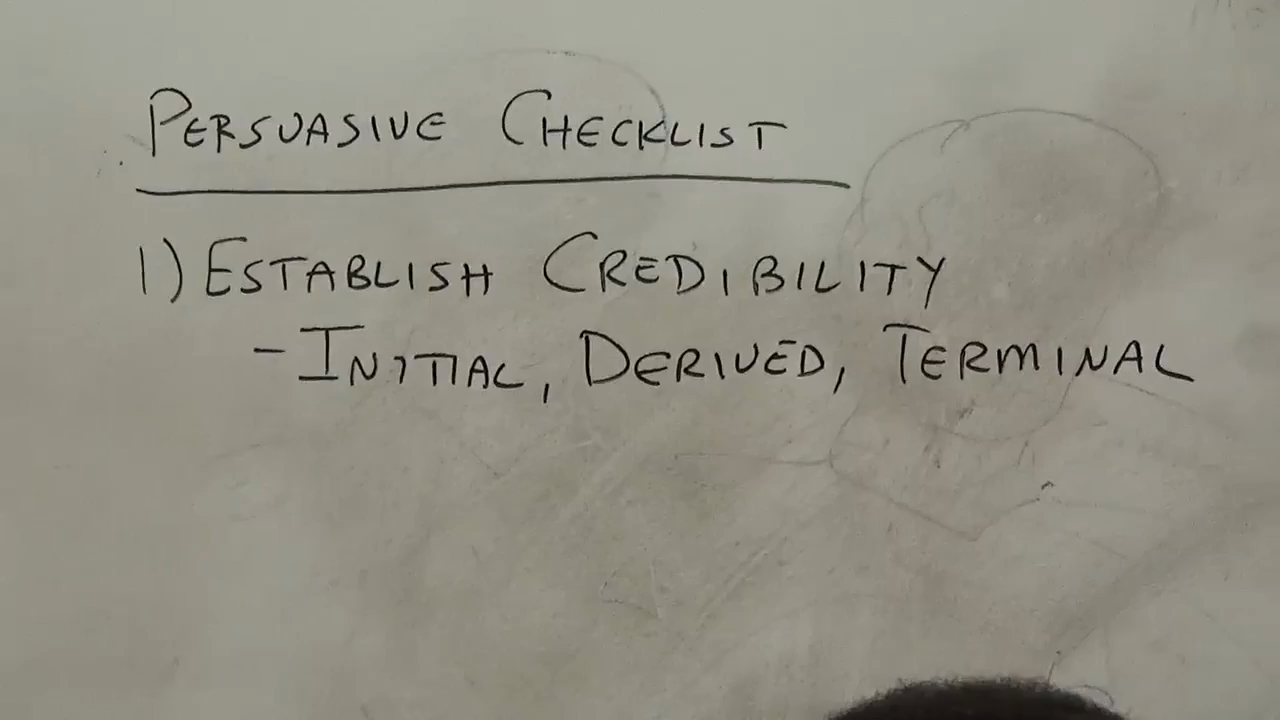 PERSUASIVE CHECKLIST
1) ESTABLISH CREDIBILITY
- INITIAL, DERIVED, TERMINAL